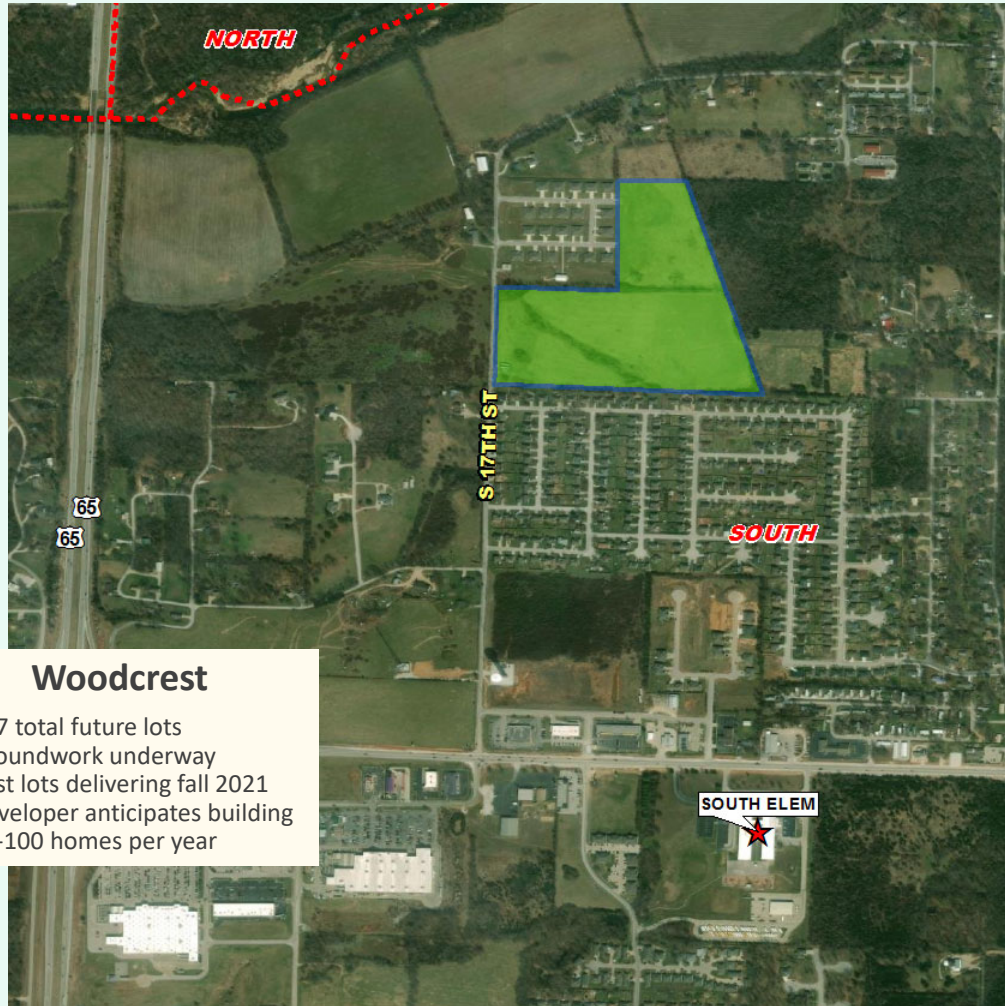 NORTH
S 17TH ST
65
65
SOUTH
Woodcrest
7 total future lots
oundwork underway
st lots delivering fall 2021
veloper anticipates building
-100 homes per year
SOUTH ELEM